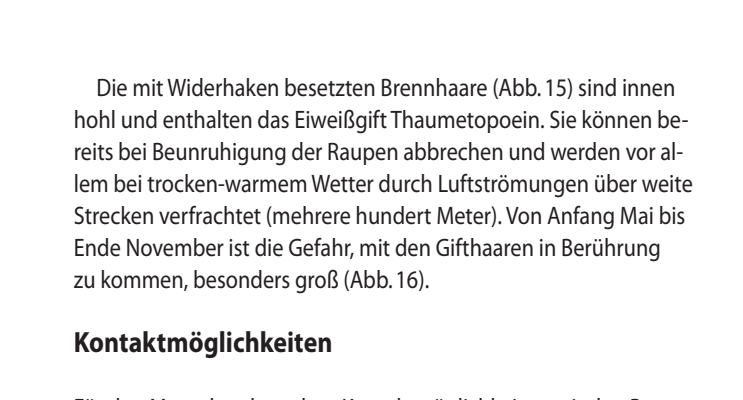 Die mit Widerhaken besetzten Brennhaare (Abb. 15) sind innen
hohl und enthalten das Eiweißgift Thaumetopoein. Sie können be-
reits bei Beunruhigung der Raupen abbrechen und werden vor al-
lem bei trocken-warmem Wetter durch Luftströmungen über weite
Strecken verfrachtet (mehrere hundert Meter). Von Anfang Mai bis
Ende November ist die Gefahr, mit den Gifthaaren in Berührung
zu kommen, besonders groß (Abb. 16).
Kontaktmöglichkeiten